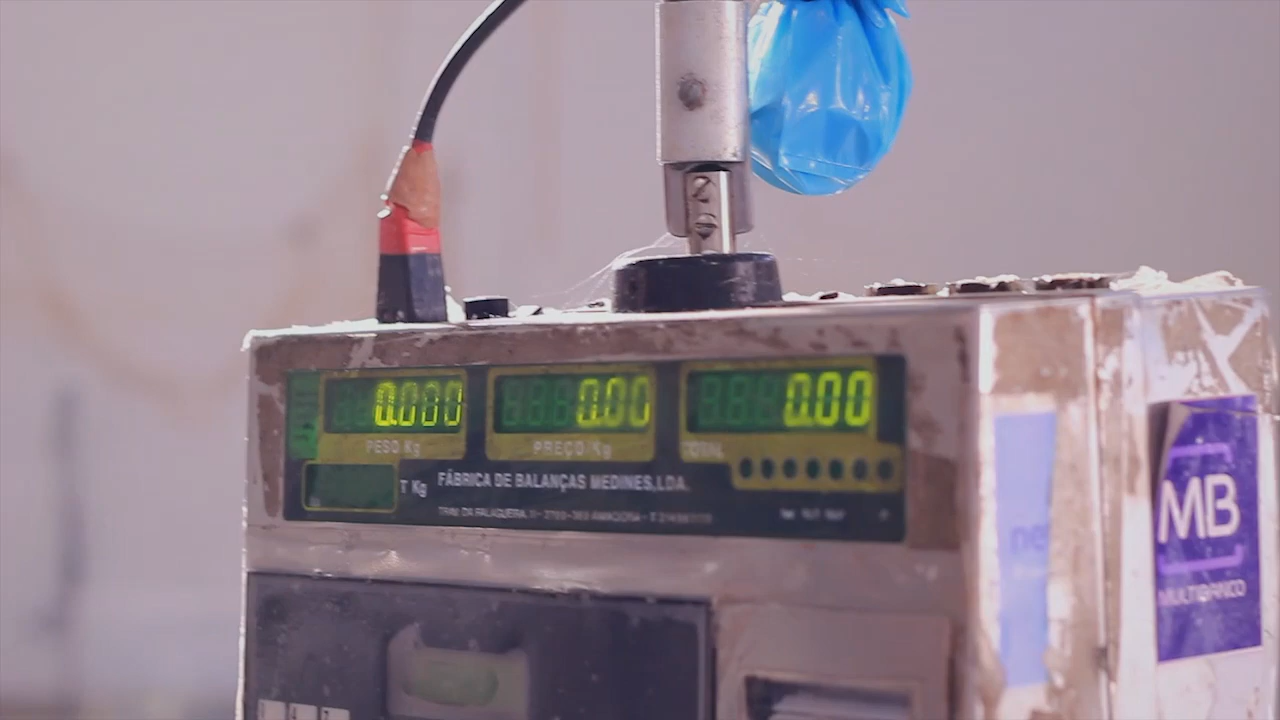 0.000 0.00 0.00
PESO Kg PREÇO/Kg TOTAL
T Kg
FÁBRICA DE BALANÇAS MEDINES,LDA.
MB
MULTIBANCO